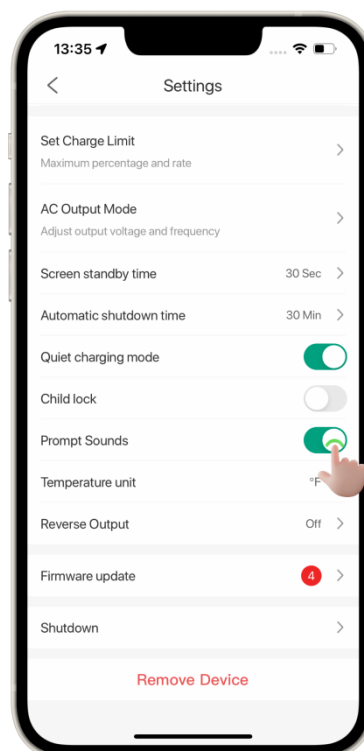 13:35
Settings
Set Charge Limit
Maximum percentage and rate
AC Output Mode
Adjust output voltage and frequency
Screen standby time 30 Sec
Automatic shutdown time 30 Min
Quiet charging mode
Child lock
Prompt Sounds
Temperature unit °F
Reverse Output Off
Firmware update 4
Shutdown
Remove Device